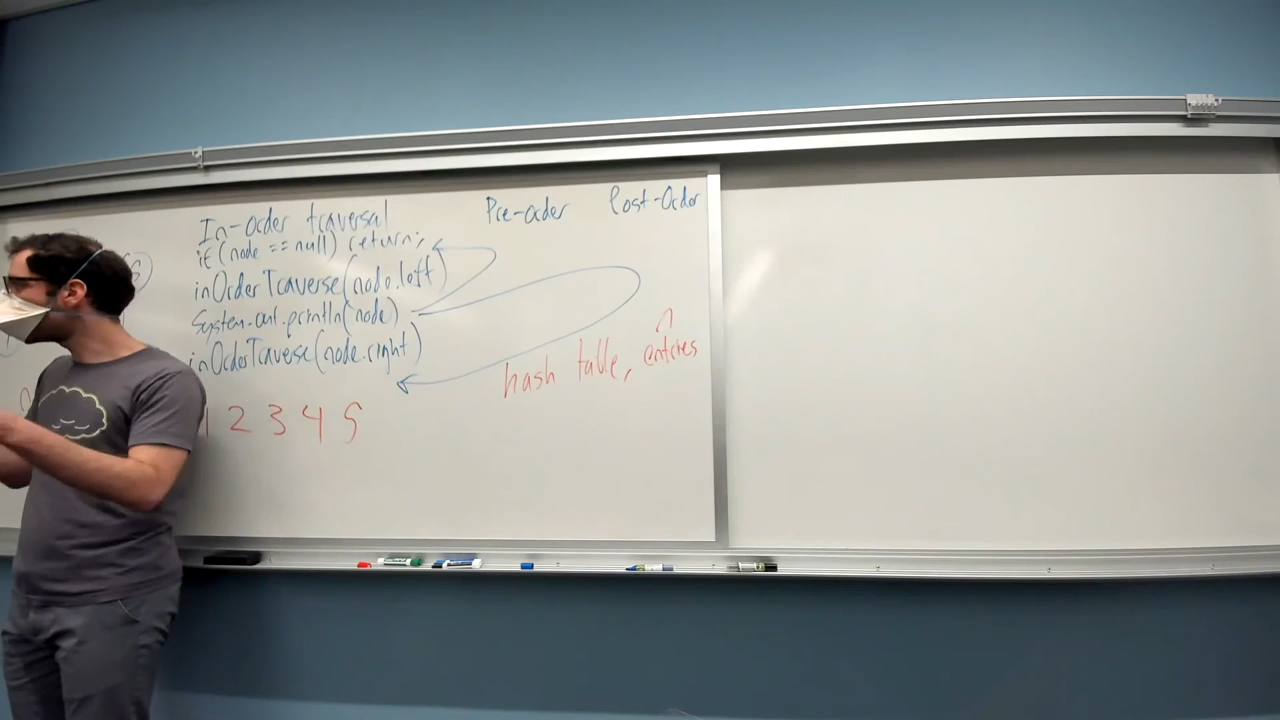 In-Order traversal
if (node == null) return;
inOrderTraverse(node.left)
System.out.println(node)
inOrderTraverse(node.right)
1 2 3 4 5
Pre-order
Post-Order
hash table, entries